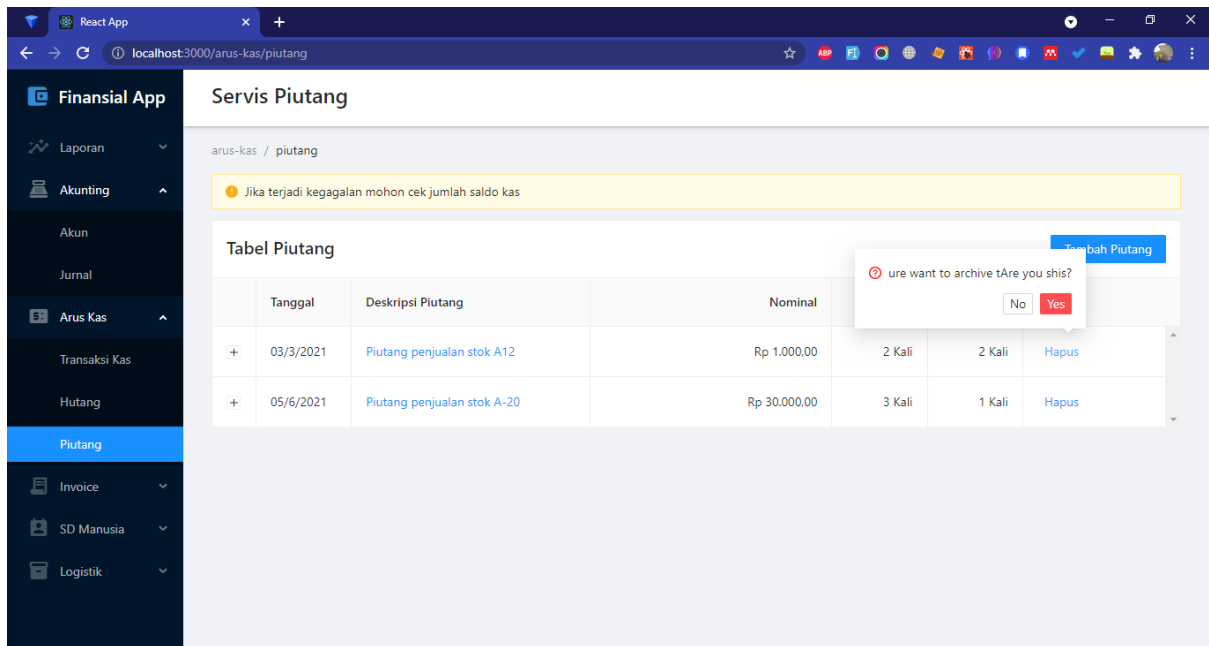 React App
localhost:3000/arus-kas/piutang
ABP
Finansial App
Servis Piutang
Laporan
Akunting
Akun
Jurnal
Arus Kas
Transaksi Kas
Hutang
Piutang
Invoice
SD Manusia
Logistik
arus-kas / piutang
Jika terjadi kegagalan mohon cek jumlah saldo kas
Tabel Piutang
Tambah Piutang
ure want to archive tAre you shis?
No Yes
Tanggal Deskripsi Piutang Nominal
03/3/2021 Piutang penjualan stok A12 Rp 1.000,00 2 Kali 2 Kali Hapus
05/6/2021 Piutang penjualan stok A-20 Rp 30.000,00 3 Kali 1 Kali Hapus